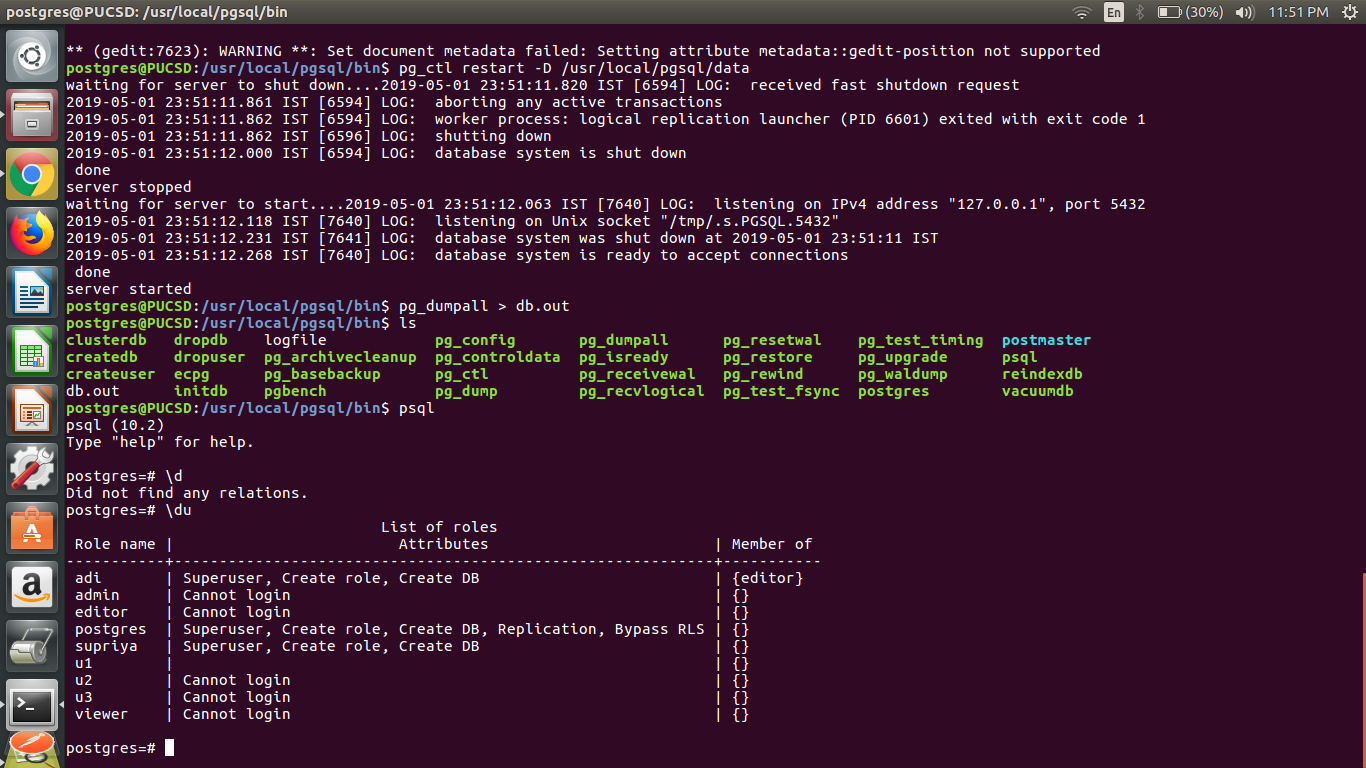 postgres@PUCSD: /usr/local/pgsql/bin
En (30%) 11:51 PM
** (gedit:7623): WARNING **: Set document metadata failed: Setting attribute metadata::gedit-position not supported
postgres@PUCSD:/usr/local/pgsql/bin$ pg_ctl restart -D /usr/local/pgsql/data
waiting for server to shut down....2019-05-01 23:51:11.820 IST [6594] LOG:  received fast shutdown request
2019-05-01 23:51:11.861 IST [6594] LOG:  aborting any active transactions
2019-05-01 23:51:11.862 IST [6594] LOG:  worker process: logical replication launcher (PID 6601) exited with exit code 1
2019-05-01 23:51:11.862 IST [6596] LOG:  shutting down
2019-05-01 23:51:12.000 IST [6594] LOG:  database system is shut down
 done
server stopped
waiting for server to start....2019-05-01 23:51:12.063 IST [7640] LOG:  listening on IPv4 address "127.0.0.1", port 5432
2019-05-01 23:51:12.118 IST [7640] LOG:  listening on Unix socket "/tmp/.s.PGSQL.5432"
2019-05-01 23:51:12.231 IST [7641] LOG:  database system was shut down at 2019-05-01 23:51:11 IST
2019-05-01 23:51:12.268 IST [7640] LOG:  database system is ready to accept connections
 done
server started
postgres@PUCSD:/usr/local/pgsql/bin$ pg_dumpall > db.out
postgres@PUCSD:/usr/local/pgsql/bin$ ls
clusterdb   dropdb    logfile            pg_config       pg_dumpall      pg_resetwal    pg_test_timing  postmaster
createdb    dropuser  pg_archivecleanup  pg_controldata  pg_isready      pg_restore     pg_upgrade      psql
createuser  ecpg      pg_basebackup      pg_ctl          pg_receivewal   pg_rewind      pg_waldump      reindexdb
db.out      initdb    pgbench            pg_dump         pg_recvlogical  pg_test_fsync  postgres        vacuumdb
postgres@PUCSD:/usr/local/pgsql/bin$ psql
psql (10.2)
Type "help" for help.
postgres=# \d
Did not find any relations.
postgres=# \du
                                   List of roles
 Role name |                         Attributes                         | Member of
-----------+------------------------------------------------------------+-----------
 adi       | Superuser, Create role, Create DB                          | {editor}
 admin     | Cannot login                                               | {}
 editor    | Cannot login                                               | {}
 postgres  | Superuser, Create role, Create DB, Replication, Bypass RLS | {}
 supriya   | Superuser, Create role, Create DB                          | {}
 u1        |                                                            | {}
 u2        | Cannot login                                               | {}
 u3        | Cannot login                                               | {}
 viewer    | Cannot login                                               | {}
postgres=#